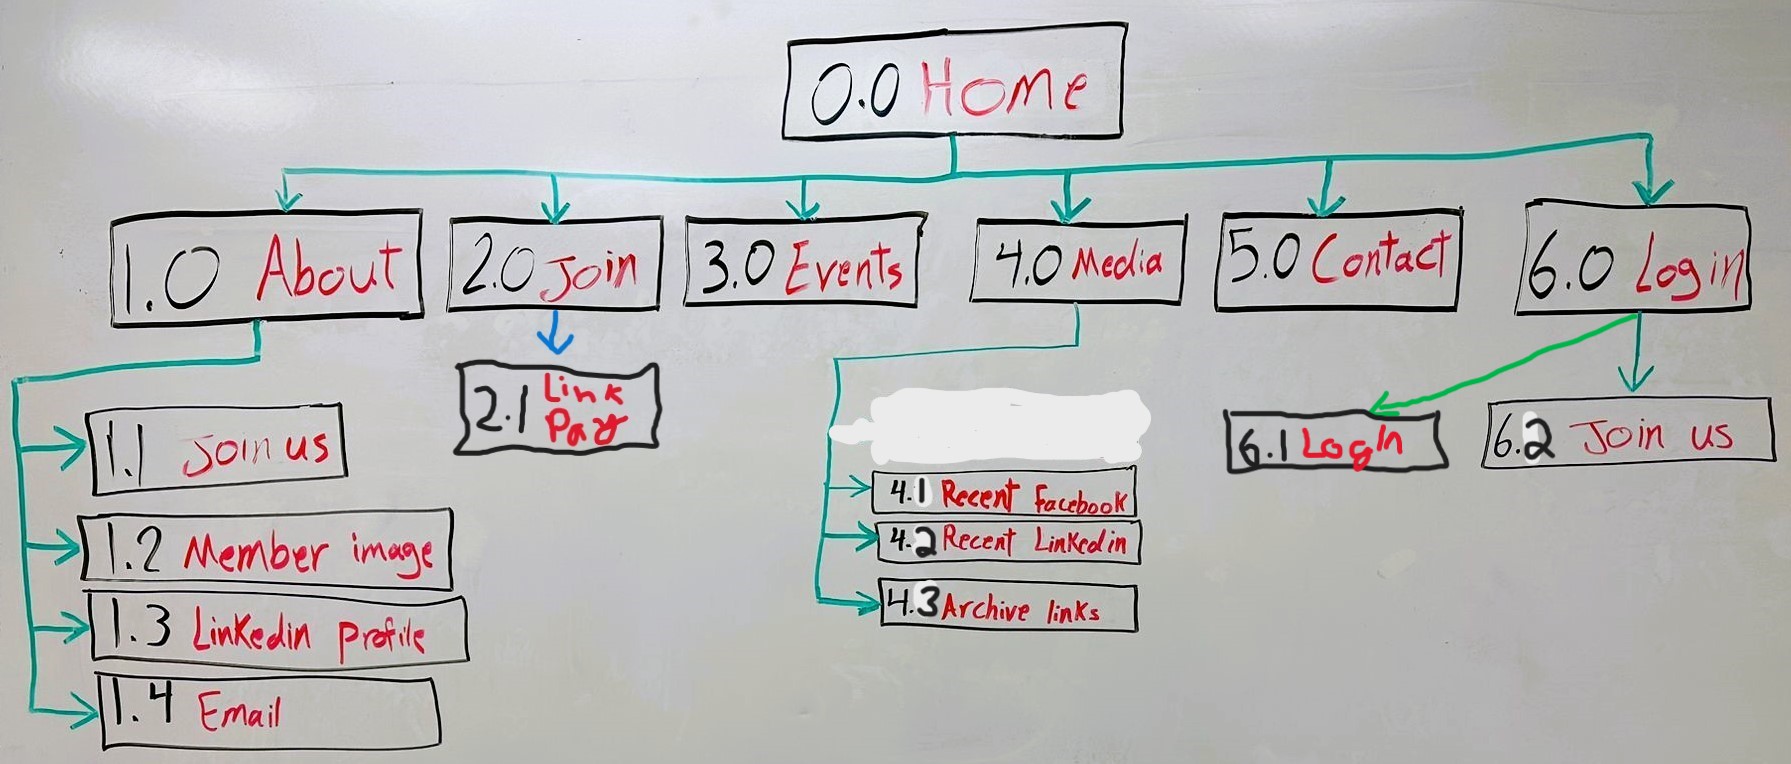 0.0 Home
1.0 About
2.0 Join
3.0 Events
4.0 Media
5.0 Contact
6.0 Login
1.1 Join us
1.2 Member image
1.3 Linkedin profile
1.4 Email
2.1 Link
Pay
4.1 Recent facebook
4.2 Recent Linkedin
4.3 Archive links
6.1 LogIn
6.2 Join us